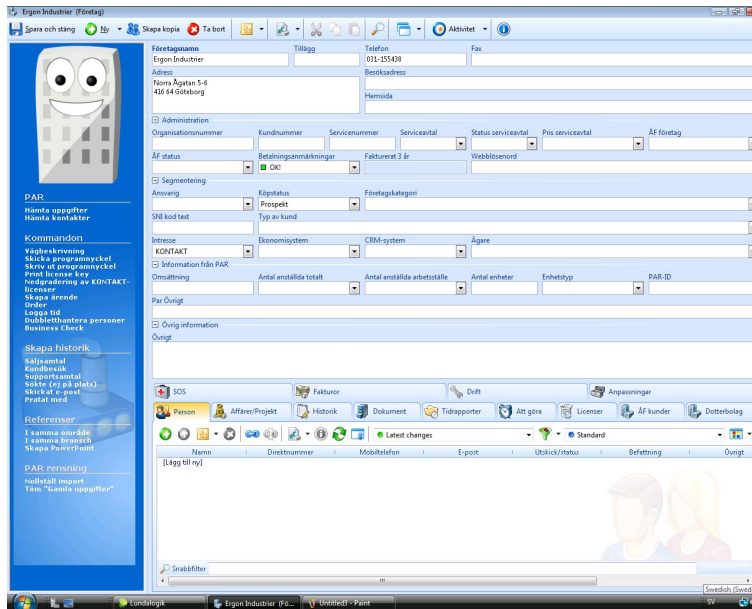 Ergon Industrier (Företag)
Spara och stäng Ny Skapa kopia Ta bort Aktivitet
Företagsnamn Tillägg Telefon Fax
Ergon Industrier 031-155438
Adress Besöksadress
Norra Ågatan 5-6
416 64 Göteborg
Hemsida
Administration
Organisationsnummer Kundnummer Servicenummer Serviceavtal Status serviceavtal Pris serviceavtal ÅF företag
ÅF status Betalningsanmärkningar Fakturerat 3 år Webblösenord
OK!
Segmentering
Ansvarig Köpstatus Företagskategori
Prospekt
SNI kod text Typ av kund
Intresse Ekonomisystem CRM-system Ägare
KONTAKT
Information från PAR
Omsättning Antal anställda totalt Antal anställda arbetsställe Antal enheter Enhetstyp PAR-ID
Par Övrigt
Övrig information
Övrigt
PAR
Hämta uppgifter
Hämta kontakter
Kommandon
Vägbeskrivning
Skicka programnyckel
Skriv ut programnyckel
Print license key
Nedgradering av KONTAKT-
licenser
Skapa ärende
Order
Logga tid
Dubbletthantera personer
Business Check
Skapa historik
Säljsamtal
Kundbesök
Supportsamtal
Sökte (ej på plats)
Skickat e-post
Pratat med
Referenser
I samma område
I samma bransch
Skapa PowerPoint
PAR rensning
Nollställ import
Töm "Gamla uppgifter"
SOS Fakturor Drift Anpassningar
Person Affärer/Projekt Historik Dokument Tidrapporter Att göra Licenser ÅF kunder Dotterbolag
Latest changes Standard
Namn Direktnummer Mobiltelefon E-post Utskick/status Befattning Övrigt
[Lägg till ny]
Snabbfilter
Swedish (Swed
Lundalogik Ergon Industrier (Fö... Untitled3 - Paint SV